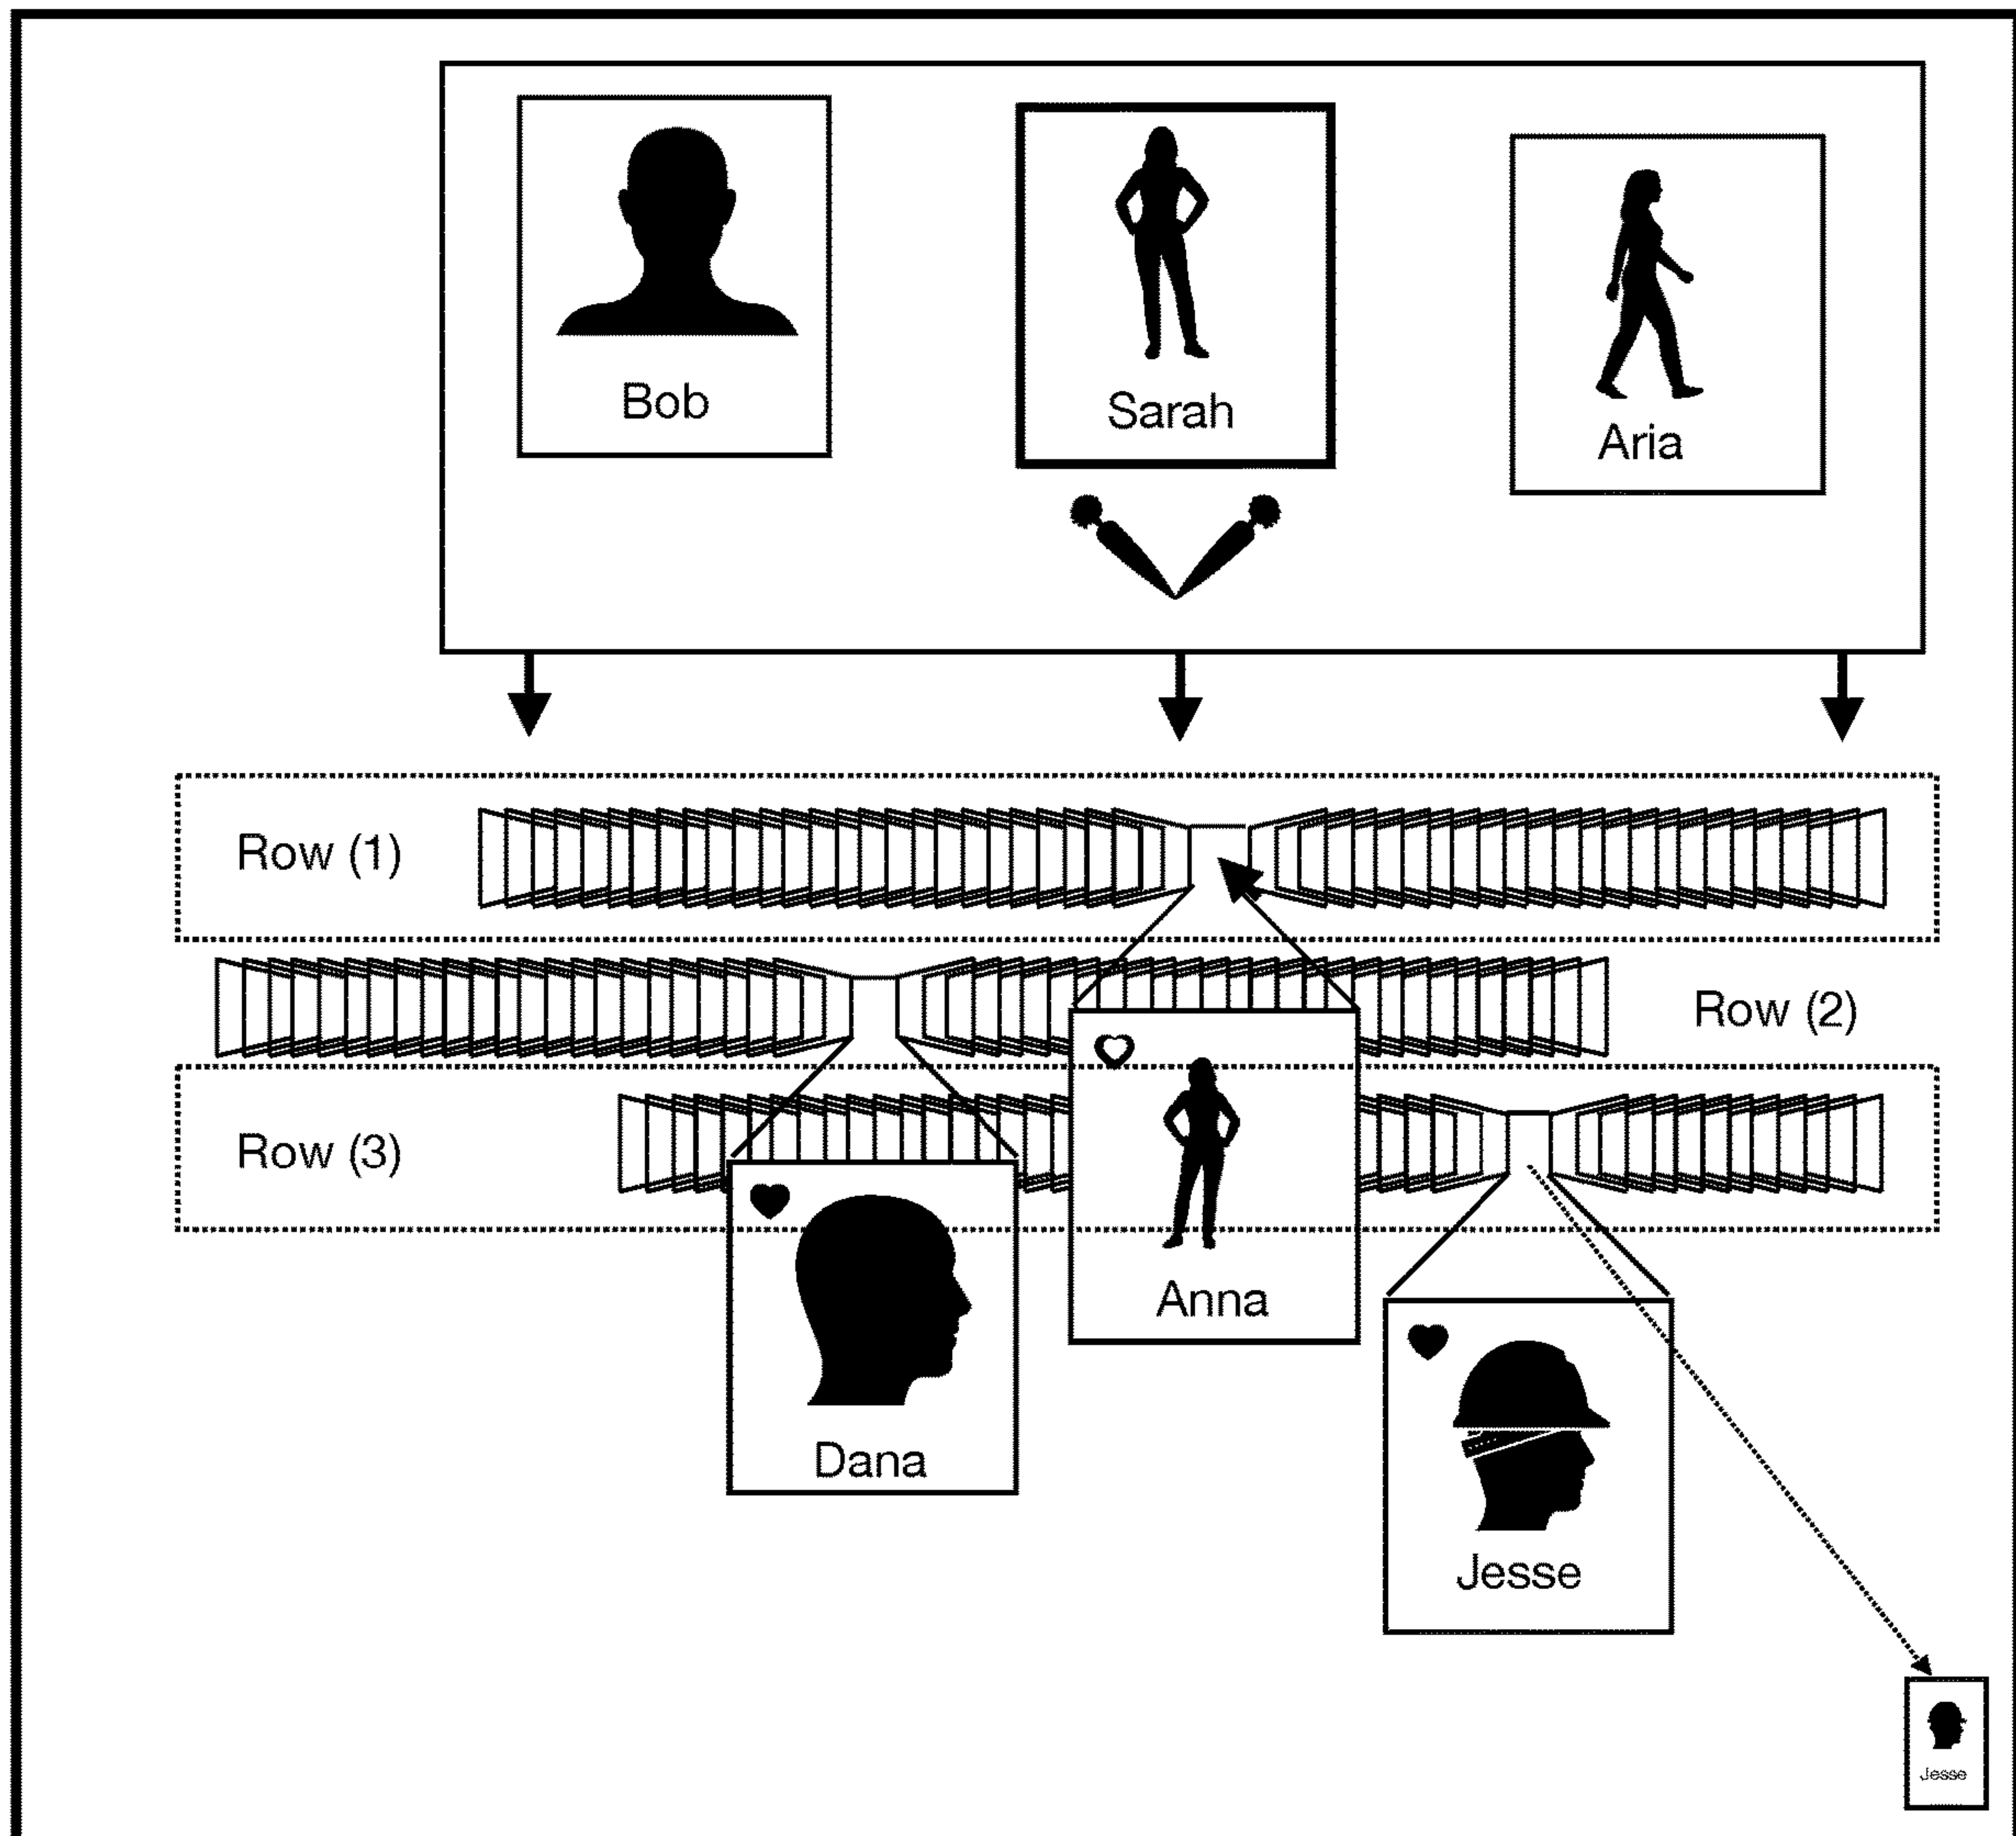 Bob
Sarah
Aria
Row (1)
Row (2)
Row (3)
Anna
Dana
Jesse
Jesse